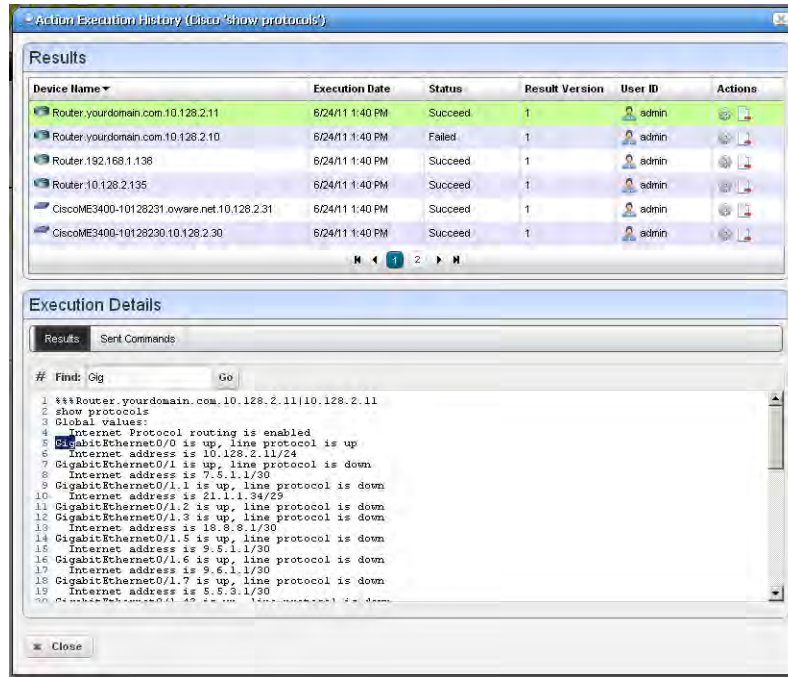 Action Execution History (Cisco 'show protocols')
Results
Device Name Execution Date Status Result Version User ID Actions
Router.yourdomain.com.10.128.2.11 6/24/11 1:40 PM Succeed 1 admin
Router.yourdomain.com.10.128.2.10 6/24/11 1:40 PM Failed 1 admin
Router.192.168.1.136 6/24/11 1:40 PM Succeed 1 admin
Router.10.128.2.135 6/24/11 1:40 PM Succeed 1 admin
CiscoME3400-10128231.oware.net.10.128.2.31 6/24/11 1:40 PM Succeed 1 admin
CiscoME3400-10128230.10.128.2.30 6/24/11 1:40 PM Succeed 1 admin
1 2
Execution Details
Results Sent Commands
# Find: Gig Go
1 %%%Router.yourdomain.com.10.128.2.11|10.128.2.11
2 show protocols
3 Global values:
4 Internet Protocol routing is enabled
5 GigabitEthernet0/0 is up, line protocol is up
6 Internet address is 10.128.2.11/24
7 GigabitEthernet0/1 is up, line protocol is down
8 Internet address is 7.5.1.1/30
9 GigabitEthernet0/1.1 is up, line protocol is down
10 Internet address is 21.1.1.34/29
11 GigabitEthernet0/1.2 is up, line protocol is down
12 GigabitEthernet0/1.3 is up, line protocol is down
13 Internet address is 18.8.8.1/30
14 GigabitEthernet0/1.5 is up, line protocol is down
15 Internet address is 9.5.1.1/30
16 GigabitEthernet0/1.6 is up, line protocol is down
17 Internet address is 9.6.1.1/30
18 GigabitEthernet0/1.7 is up, line protocol is down
19 Internet address is 5.5.3.1/30
Close